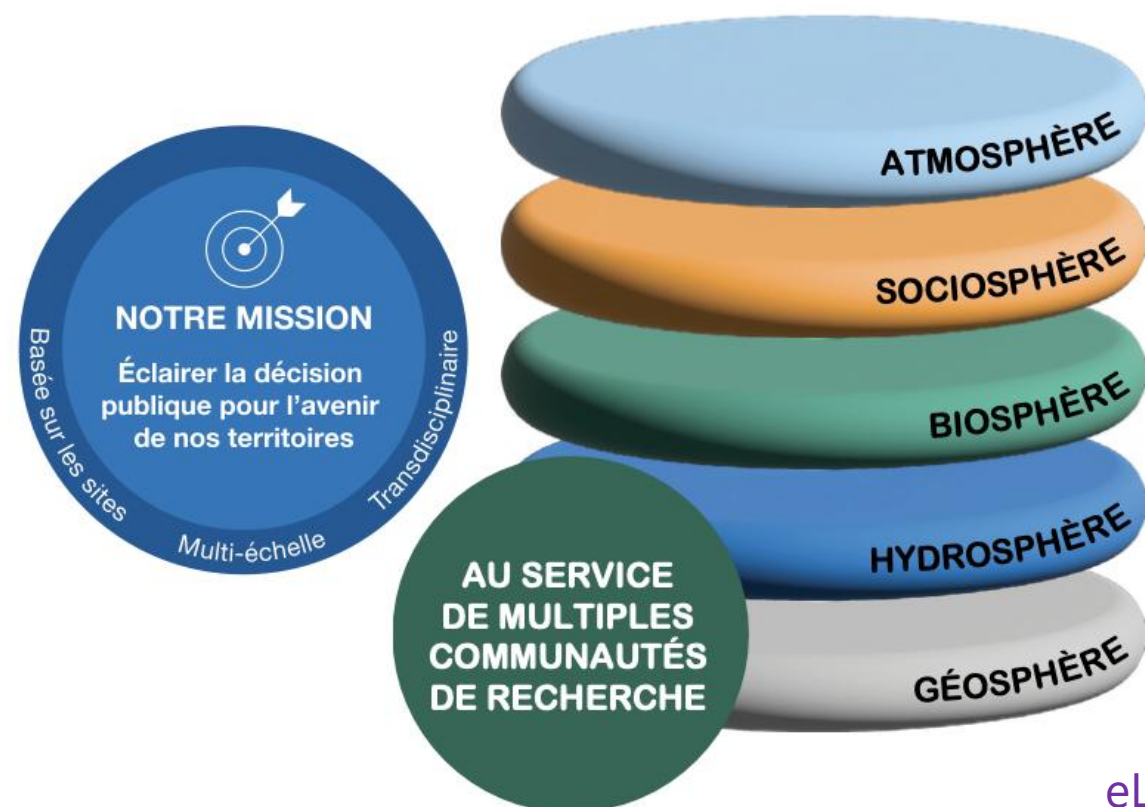 NOTRE MISSION
Éclairer la décision
publique pour l'avenir
de nos territoires
Basée sur les sites
Multi-échelle
Transdisciplinaire
ATMOSPHÈRE
SOCIOSPHÈRE
BIOSPHÈRE
HYDROSPHÈRE
GÉOSPHÈRE
AU SERVICE
DE MULTIPLES
COMMUNAUTÉS
DE RECHERCHE
eL